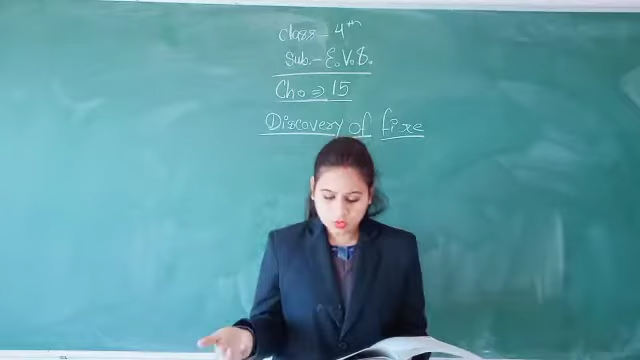 Class - 4th
Sub. - E.V.S.
Ch. ⇒ 15
Discovery of fire